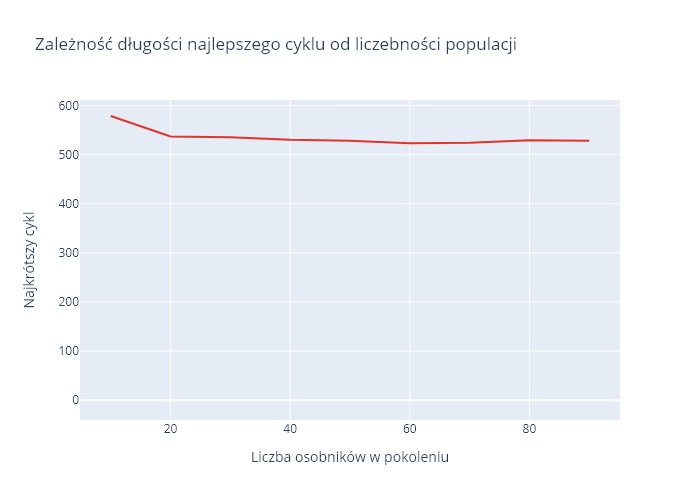 Zależność długości najlepszego cyklu od liczebności populacji
600
500
400
300
200
100
0
Najkrótszy cykl
20 40 60 80
Liczba osobników w pokoleniu